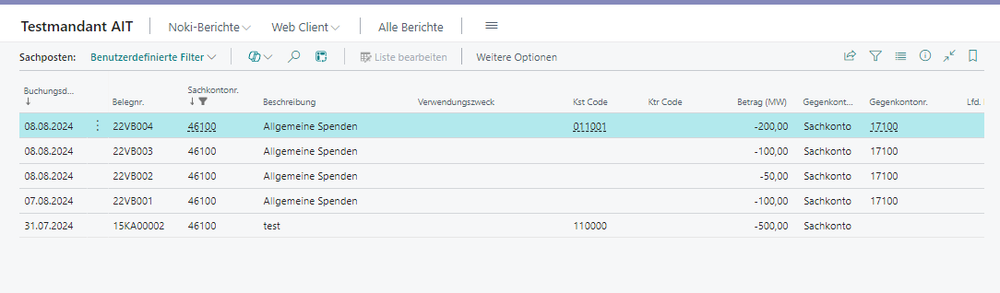 Testmandant AIT Noki-Berichte Web Client Alle Berichte
Sachposten: Benutzerdefinierte Filter Liste bearbeiten Weitere Optionen
Buchungsd... Belegnr. Sachkontonr. Beschreibung Verwendungszweck Kst Code Ktr Code Betrag (MW) Gegenkont... Gegenkontonr. Lfd.
08.08.2024 22VB004 46100 Allgemeine Spenden 011001 -200,00 Sachkonto 17100
08.08.2024 22VB003 46100 Allgemeine Spenden -100,00 Sachkonto 17100
08.08.2024 22VB002 46100 Allgemeine Spenden -50,00 Sachkonto 17100
07.08.2024 22VB001 46100 Allgemeine Spenden -100,00 Sachkonto 17100
31.07.2024 15KA00002 46100 test 110000 -500,00 Sachkonto